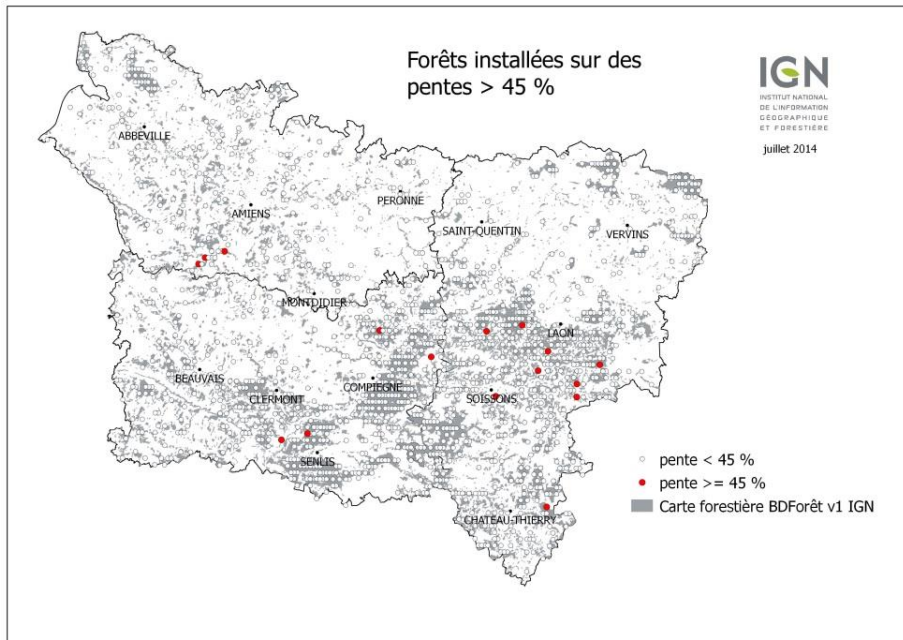 Forêts installées sur des
pentes > 45 %
IGN
INSTITUT NATIONAL
DE L'INFORMATION
GÉOGRAPHIQUE
ET FORESTIÈRE
juillet 2014
ABBEVILLE
AMIENS
PERONNE
SAINT-QUENTIN
VERVINS
MONTDIDIER
LAON
BEAUVAIS
CLERMONT
COMPIEGNE
SOISSONS
SENLIS
CHATEAU-THIERRY
pente < 45 %
pente >= 45 %
Carte forestière BDForêt v1 IGN